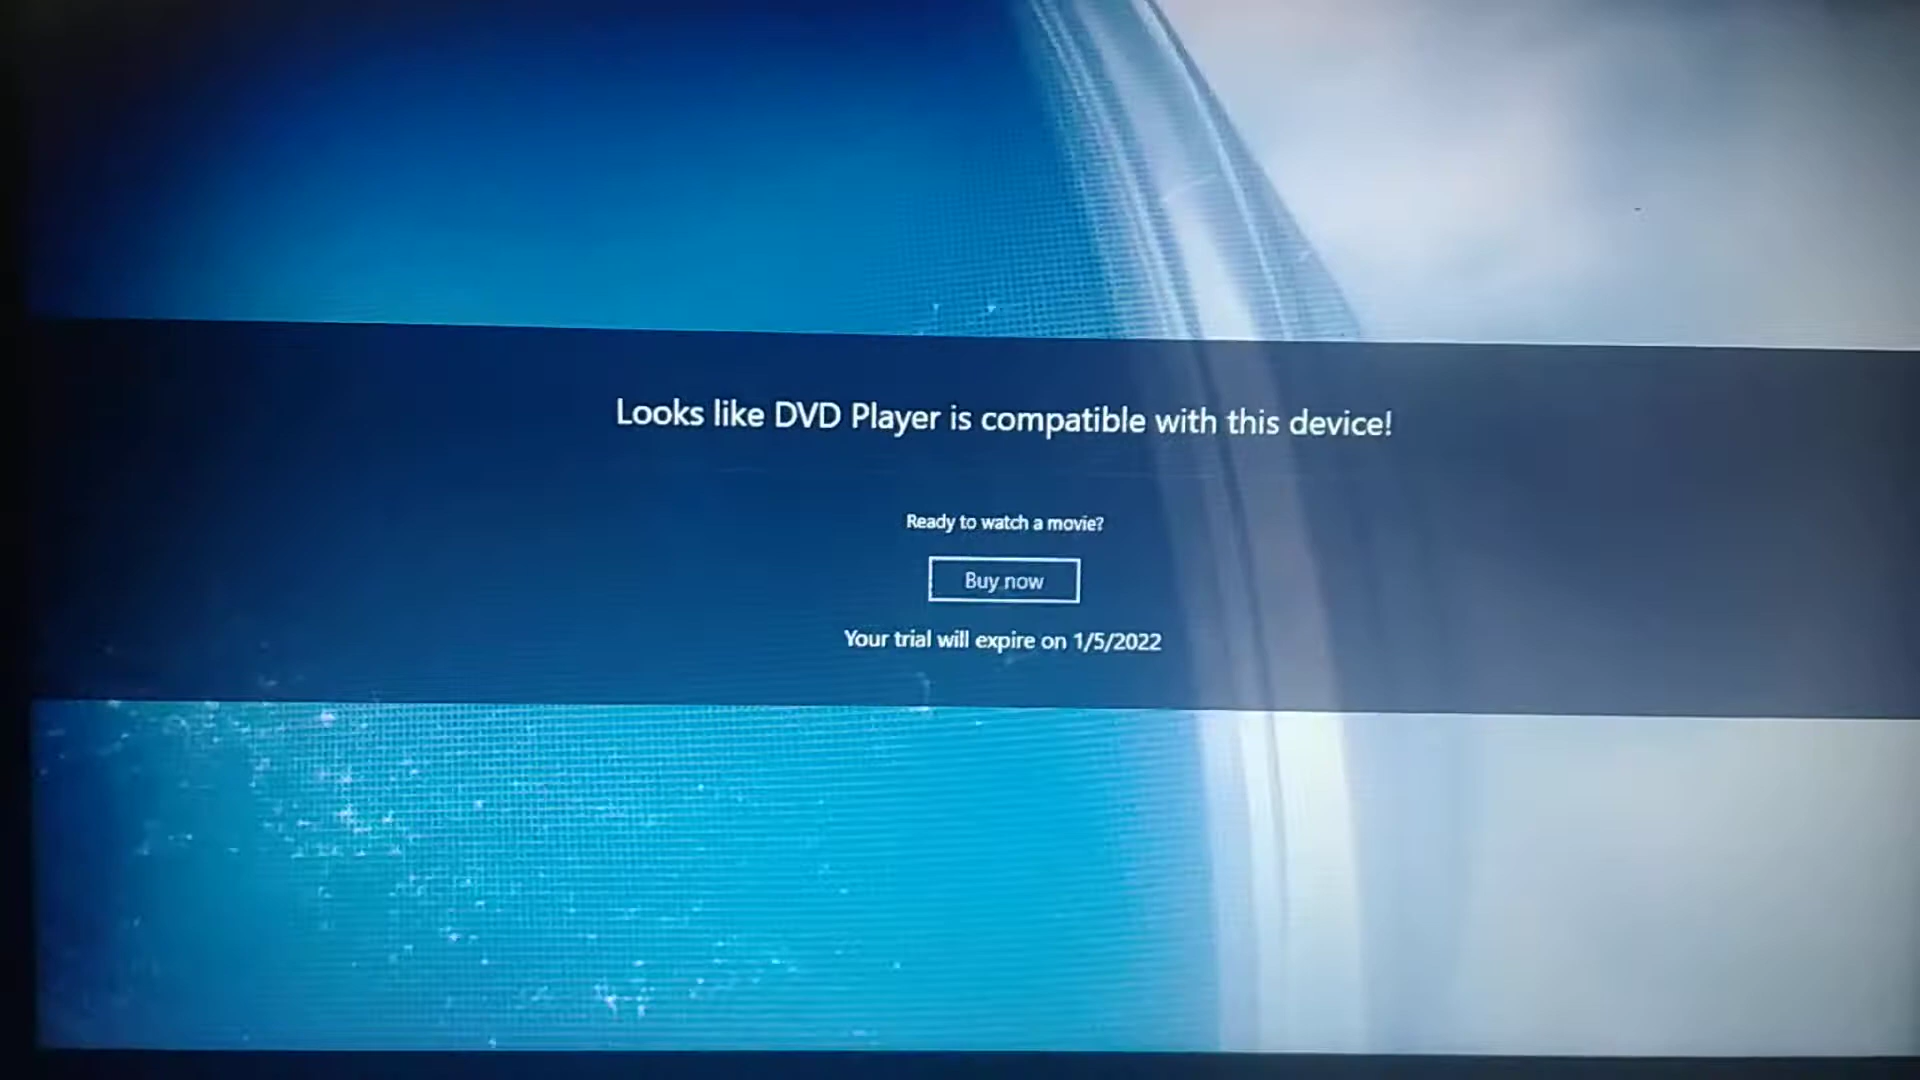 Looks like DVD Player is compatible with this device!
Ready to watch a movie?
Buy now
Your trial will expire on 1/5/2022